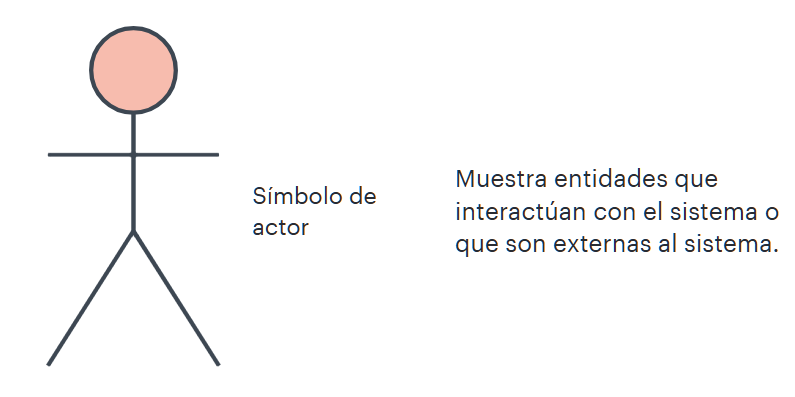 Símbolo de
actor
Muestra entidades que
interactúan con el sistema o
que son externas al sistema.